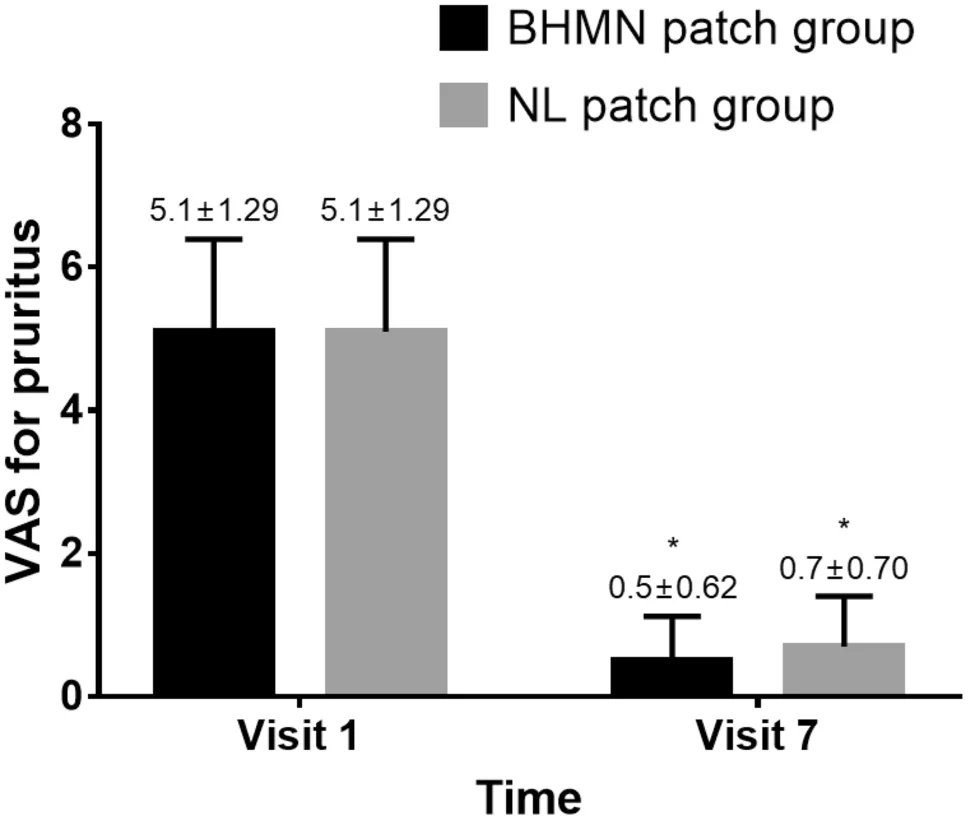 BHMN patch group
NL patch group
VAS for pruritus
8
6
4
2
0
5.1±1.29 5.1±1.29
*
*
0.5±0.62 0.7±0.70
Visit 1 Visit 7
Time